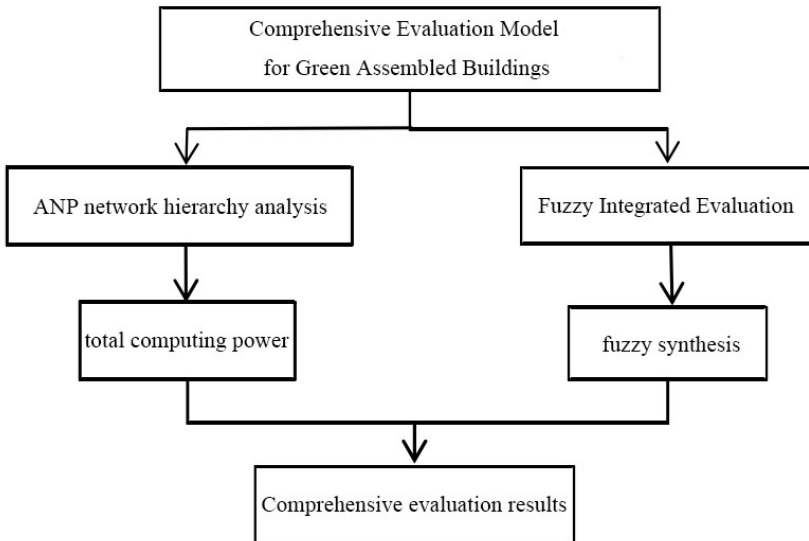 Comprehensive Evaluation Model
for Green Assembled Buildings
ANP network hierarchy analysis
Fuzzy Integrated Evaluation
total computing power
fuzzy synthesis
Comprehensive evaluation results